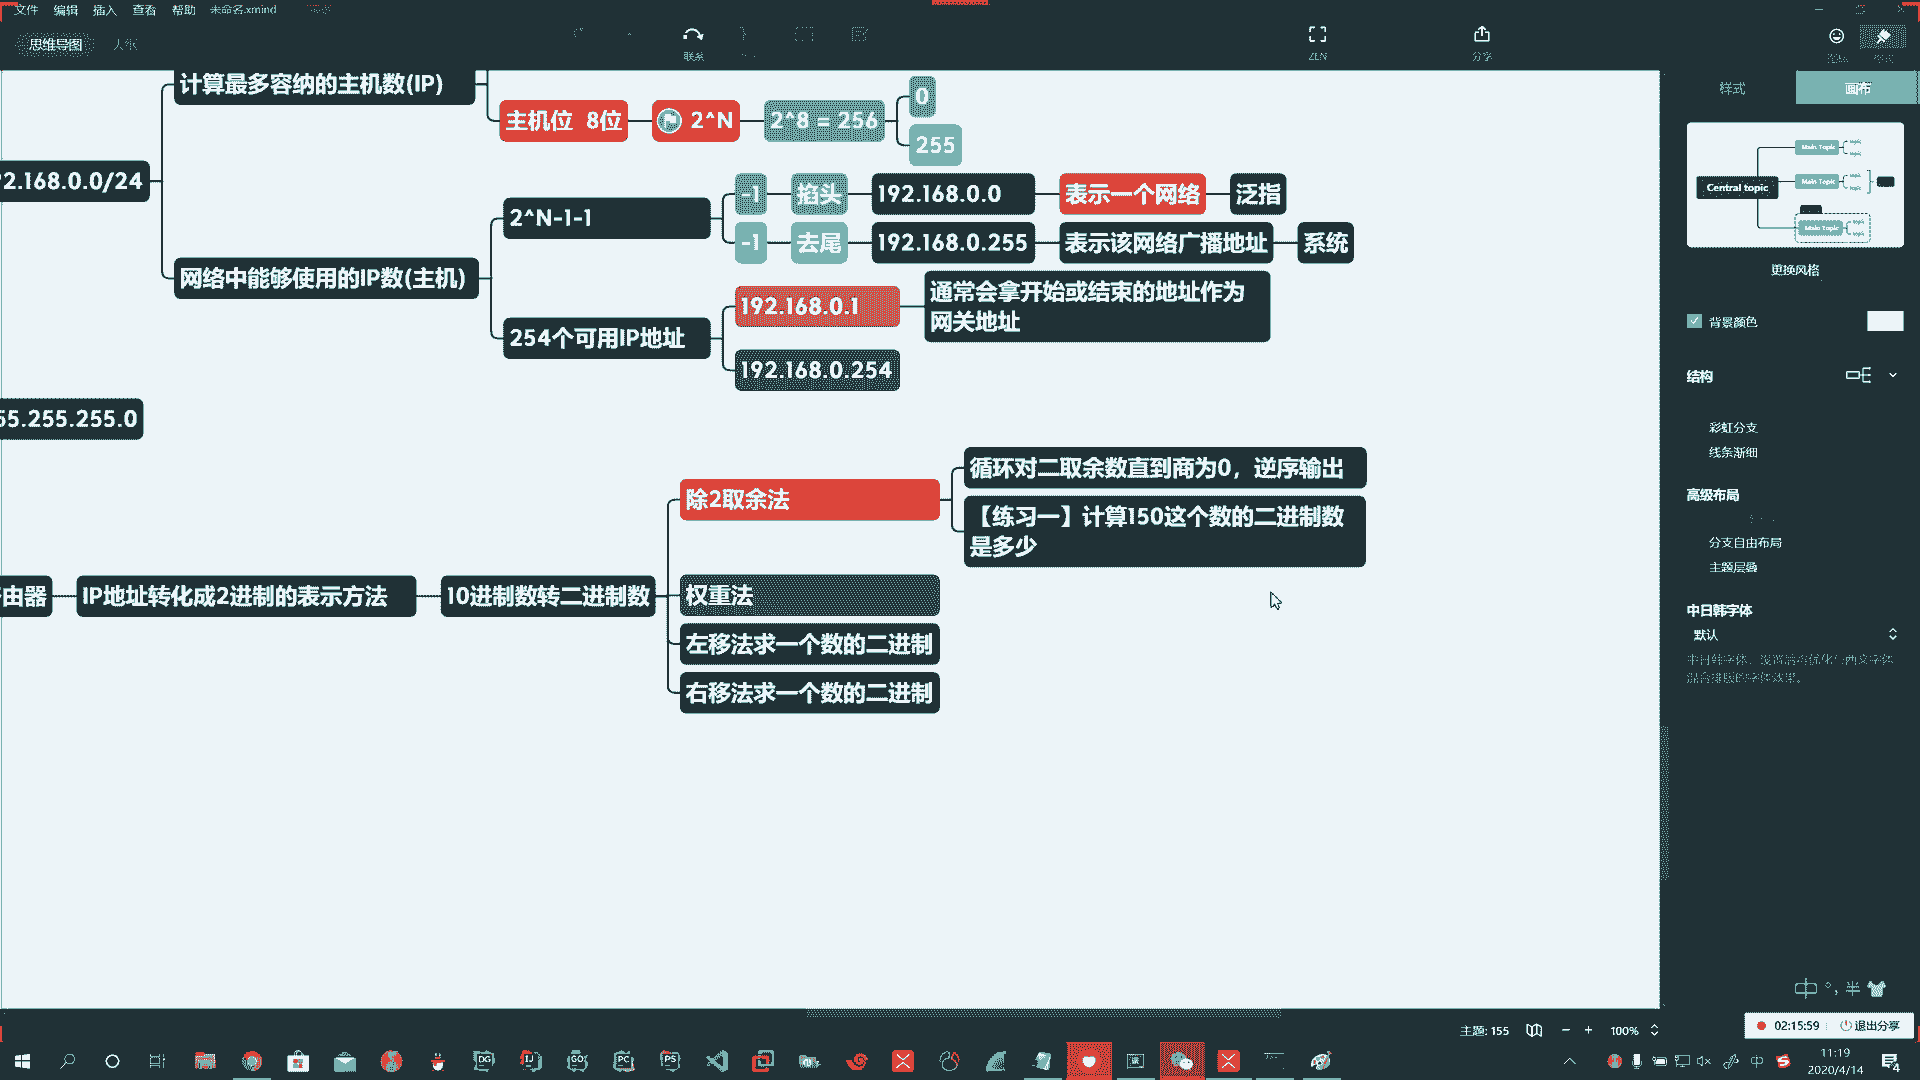 文件 编辑 插入 查看 帮助 未命名.xmind
思维导图
联系
ZEN
分享
样式
画布
计算最多容纳的主机数(IP)
主机位 8位
2^N
2^8 = 256
0
255
2.168.0.0/24
网络中能够使用的IP数(主机)
2^N-1-1
-1
掐头
192.168.0.0
表示一个网络
泛指
-1
去尾
192.168.0.255
表示该网络广播地址
系统
254个可用IP地址
192.168.0.1
通常会拿开始或结束的地址作为
网关地址
192.168.0.254
55.255.255.0
由器
IP地址转化成2进制的表示方法
10进制数转二进制数
除2取余法
循环对二取余数直到商为0，逆序输出
【练习一】计算150这个数的二进制数
是多少
权重法
左移法求一个数的二进制
右移法求一个数的二进制
Central topic
Main Topic
Main Topic
Main Topic
更换风格
背景颜色
结构
彩虹分支
线条渐细
高级布局
分支自由布局
主题层叠
中日韩字体
默认
中 °, 半
主题: 155
100%
02:15:59
退出分享
DG IJ GO PC PS
中
11:19
2020/4/14
4